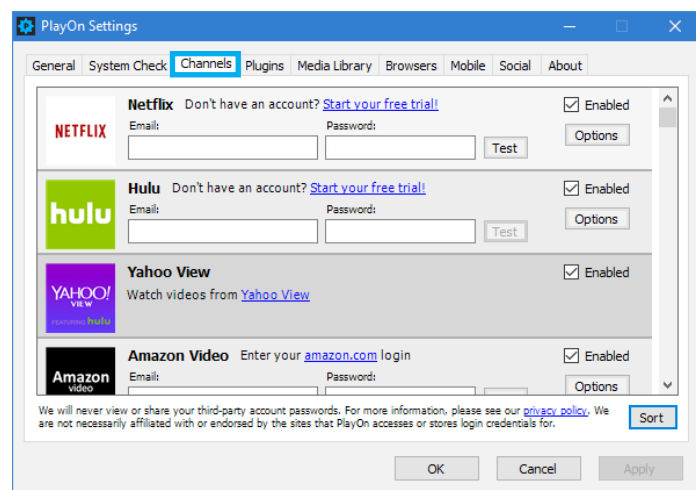 PlayOn Settings
General System Check Channels Plugins Media Library Browsers Mobile Social About
NETFLIX
Netflix Don't have an account? Start your free trial!
Email: Password:
Test
Enabled
Options
hulu
Hulu Don't have an account? Start your free trial!
Email: Password:
Test
Enabled
Options
YAHOO!
VIEW
FEATURING hulu
Yahoo View
Watch videos from Yahoo View
Enabled
Amazon
video
Amazon Video Enter your amazon.com login
Email: Password:
Enabled
Options
We will never view or share your third-party account passwords. For more information, please see our privacy policy. We
are not necessarily affiliated with or endorsed by the sites that PlayOn accesses or stores login credentials for.
Sort
OK Cancel Apply